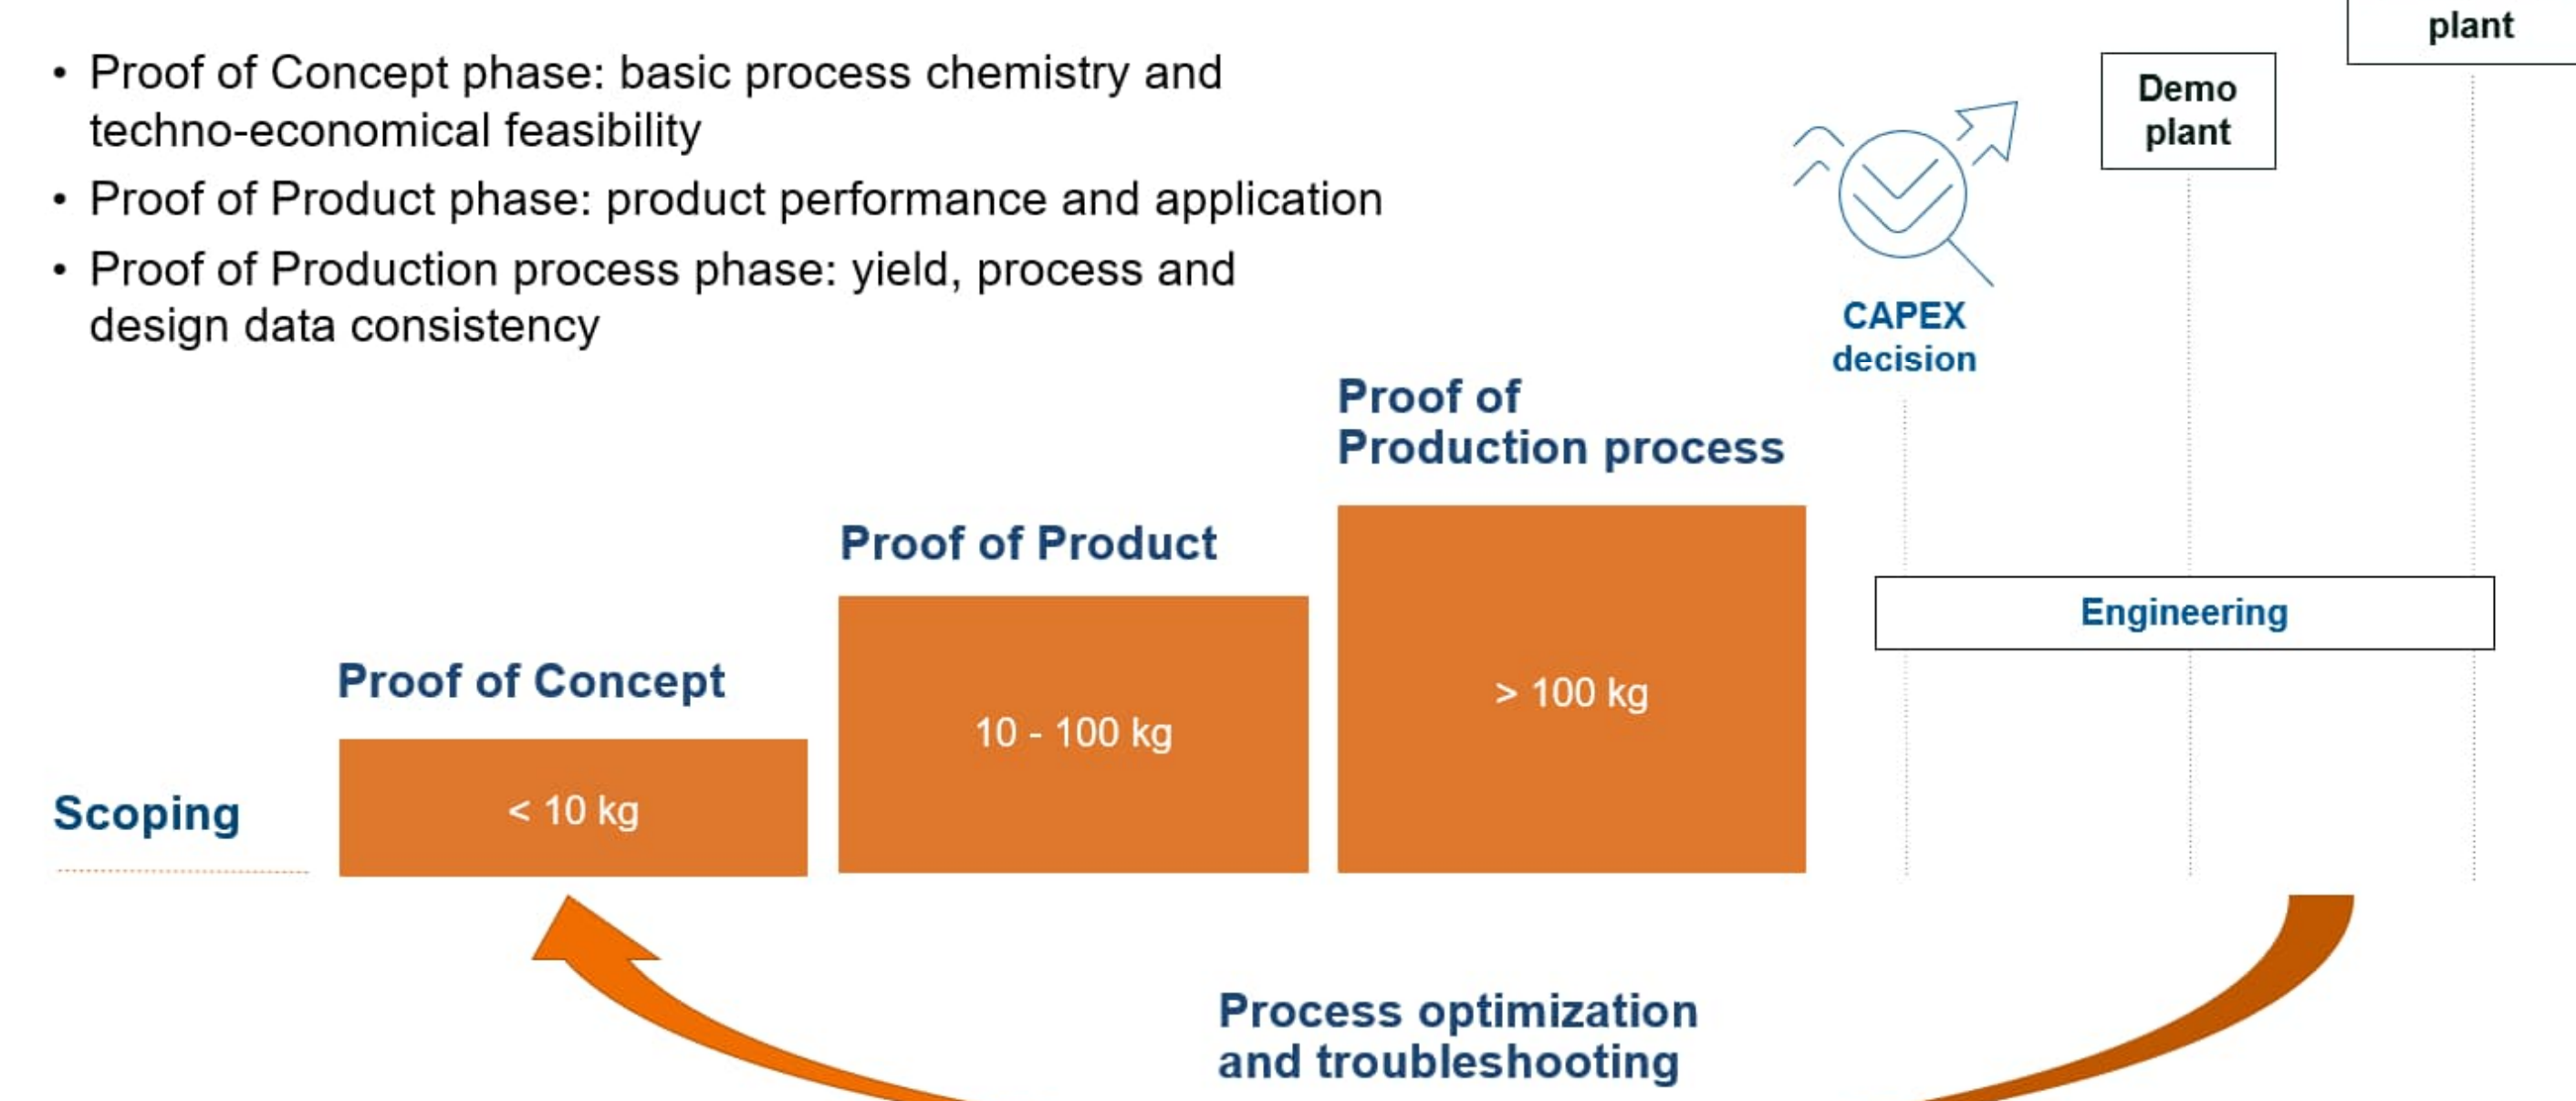 • Proof of Concept phase: basic process chemistry and
techno-economical feasibility
• Proof of Product phase: product performance and application
• Proof of Production process phase: yield, process and
design data consistency
plant
Demo
plant
CAPEX
decision
Proof of
Production process
Proof of Product
Proof of Concept
Scoping
< 10 kg
10 - 100 kg
> 100 kg
Engineering
Process optimization
and troubleshooting